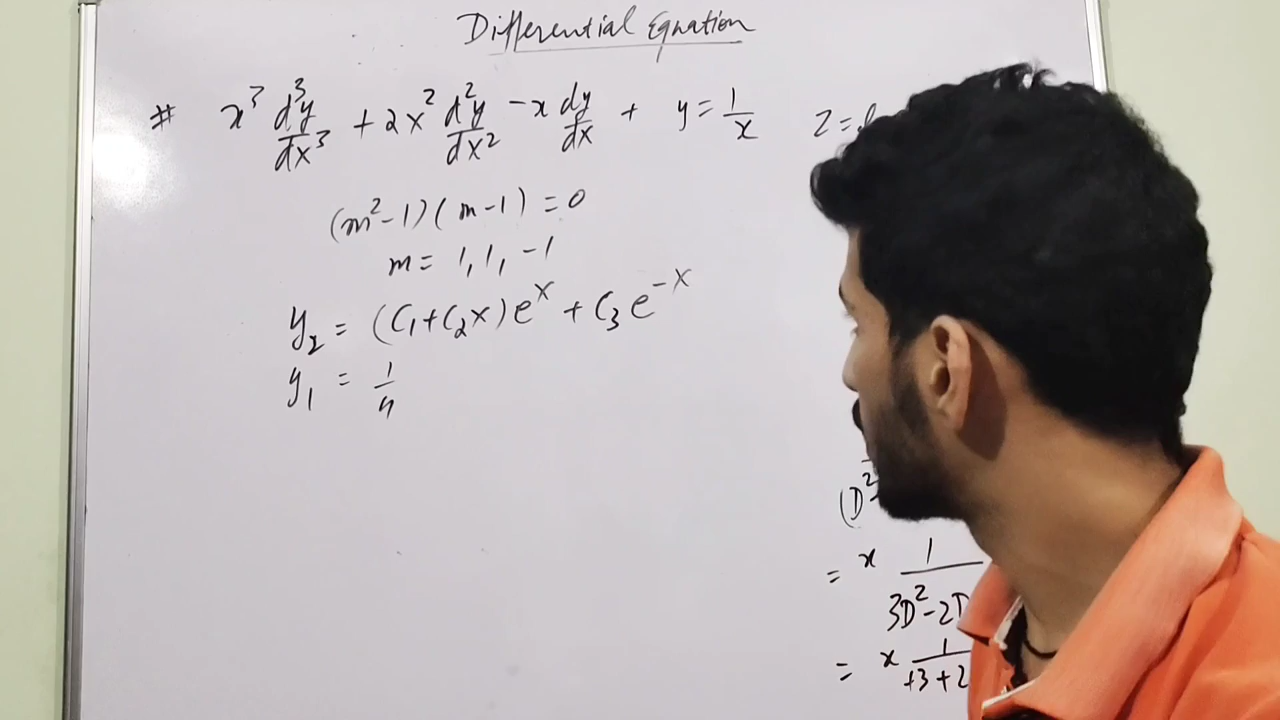 Differential Equation
# x³ d³y/dx³ + 2x² d²y/dx² - x dy/dx + y = 1/x z =
(m²-1)(m-1) = 0
m = 1, 1, -1
y₂ = (C₁+C₂x)eˣ + C₃e⁻ˣ
y₁ = 1/4
(D²-
= x 1/3D²-2D
= x 1/+3+2